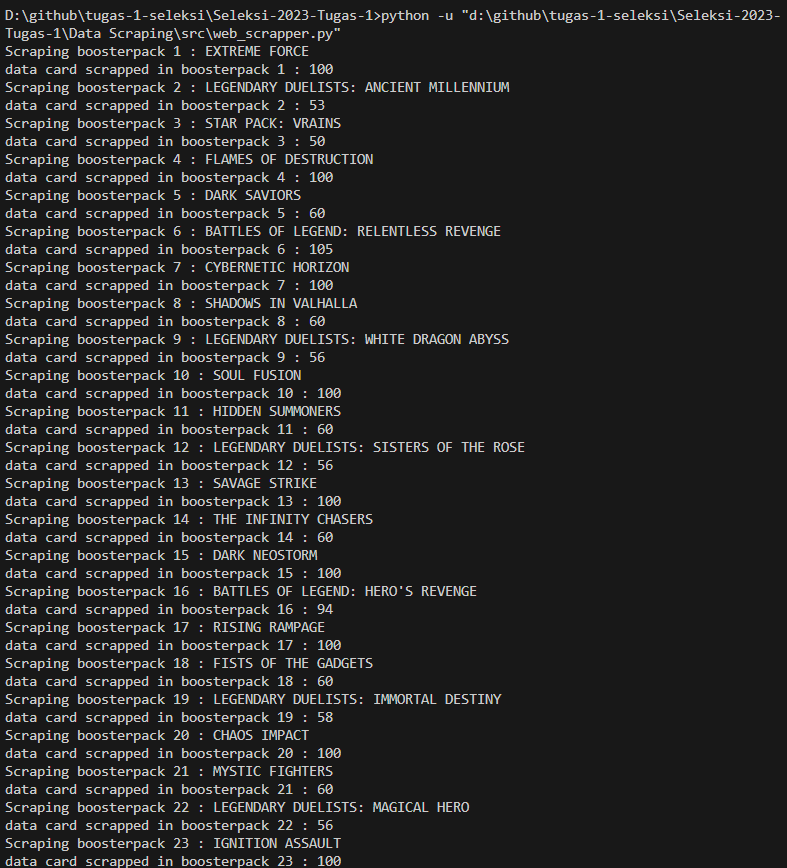 D:\github\tugas-1-seleksi\Seleksi-2023-Tugas-1>python -u "d:\github\tugas-1-seleksi\Seleksi-2023-
Tugas-1\Data Scraping\src\web_scrapper.py"
Scraping boosterpack 1 : EXTREME FORCE
data card scrapped in boosterpack 1 : 100
Scraping boosterpack 2 : LEGENDARY DUELISTS: ANCIENT MILLENNIUM
data card scrapped in boosterpack 2 : 53
Scraping boosterpack 3 : STAR PACK: VRAINS
data card scrapped in boosterpack 3 : 50
Scraping boosterpack 4 : FLAMES OF DESTRUCTION
data card scrapped in boosterpack 4 : 100
Scraping boosterpack 5 : DARK SAVIORS
data card scrapped in boosterpack 5 : 60
Scraping boosterpack 6 : BATTLES OF LEGEND: RELENTLESS REVENGE
data card scrapped in boosterpack 6 : 105
Scraping boosterpack 7 : CYBERNETIC HORIZON
data card scrapped in boosterpack 7 : 100
Scraping boosterpack 8 : SHADOWS IN VALHALLA
data card scrapped in boosterpack 8 : 60
Scraping boosterpack 9 : LEGENDARY DUELISTS: WHITE DRAGON ABYSS
data card scrapped in boosterpack 9 : 56
Scraping boosterpack 10 : SOUL FUSION
data card scrapped in boosterpack 10 : 100
Scraping boosterpack 11 : HIDDEN SUMMONERS
data card scrapped in boosterpack 11 : 60
Scraping boosterpack 12 : LEGENDARY DUELISTS: SISTERS OF THE ROSE
data card scrapped in boosterpack 12 : 56
Scraping boosterpack 13 : SAVAGE STRIKE
data card scrapped in boosterpack 13 : 100
Scraping boosterpack 14 : THE INFINITY CHASERS
data card scrapped in boosterpack 14 : 60
Scraping boosterpack 15 : DARK NEOSTORM
data card scrapped in boosterpack 15 : 100
Scraping boosterpack 16 : BATTLES OF LEGEND: HERO'S REVENGE
data card scrapped in boosterpack 16 : 94
Scraping boosterpack 17 : RISING RAMPAGE
data card scrapped in boosterpack 17 : 100
Scraping boosterpack 18 : FISTS OF THE GADGETS
data card scrapped in boosterpack 18 : 60
Scraping boosterpack 19 : LEGENDARY DUELISTS: IMMORTAL DESTINY
data card scrapped in boosterpack 19 : 58
Scraping boosterpack 20 : CHAOS IMPACT
data card scrapped in boosterpack 20 : 100
Scraping boosterpack 21 : MYSTIC FIGHTERS
data card scrapped in boosterpack 21 : 60
Scraping boosterpack 22 : LEGENDARY DUELISTS: MAGICAL HERO
data card scrapped in boosterpack 22 : 56
Scraping boosterpack 23 : IGNITION ASSAULT
data card scrapped in boosterpack 23 : 100